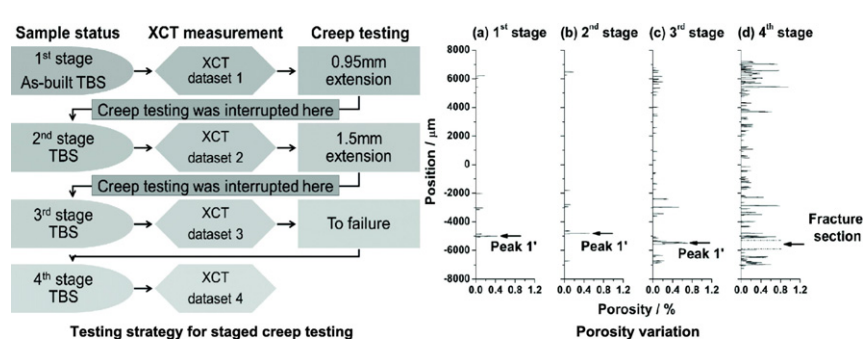 Sample status
XCT measurement
Creep testing
1st stage
As-built TBS
XCT
dataset 1
0.95mm
extension
Creep testing was interrupted here
2nd stage
TBS
XCT
dataset 2
1.5mm
extension
Creep testing was interrupted here
3rd stage
TBS
XCT
dataset 3
To failure
4th stage
TBS
XCT
dataset 4
Testing strategy for staged creep testing
(a) 1st stage
(b) 2nd stage
(c) 3rd stage
(d) 4th stage
Position / μm
8000
6000
4000
2000
0
-2000
-4000
-6000
-8000
Peak 1'
Peak 1'
Peak 1'
Fracture
section
0.0 0.4 0.8 1.2
0.0 0.4 0.8 1.2
0.0 0.4 0.8 1.2
0.0 0.4 0.8 1.2
Porosity / %
Porosity variation